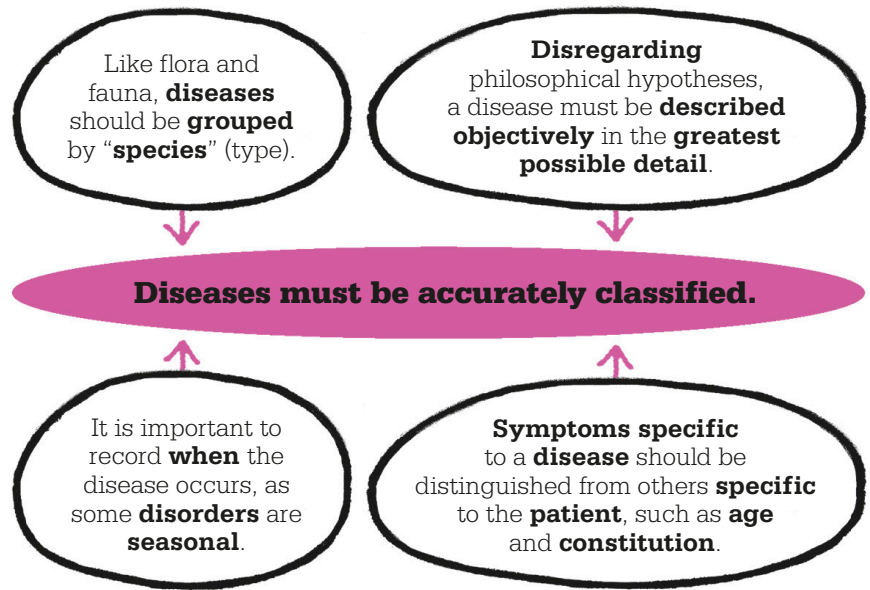 Like flora and
fauna, diseases
should be grouped
by “species” (type).
Disregarding
philosophical hypotheses,
a disease must be described
objectively in the greatest
possible detail.
Diseases must be accurately classified.
It is important to
record when the
disease occurs, as
some disorders are
seasonal.
Symptoms specific
to a disease should be
distinguished from others specific
to the patient, such as age
and constitution.